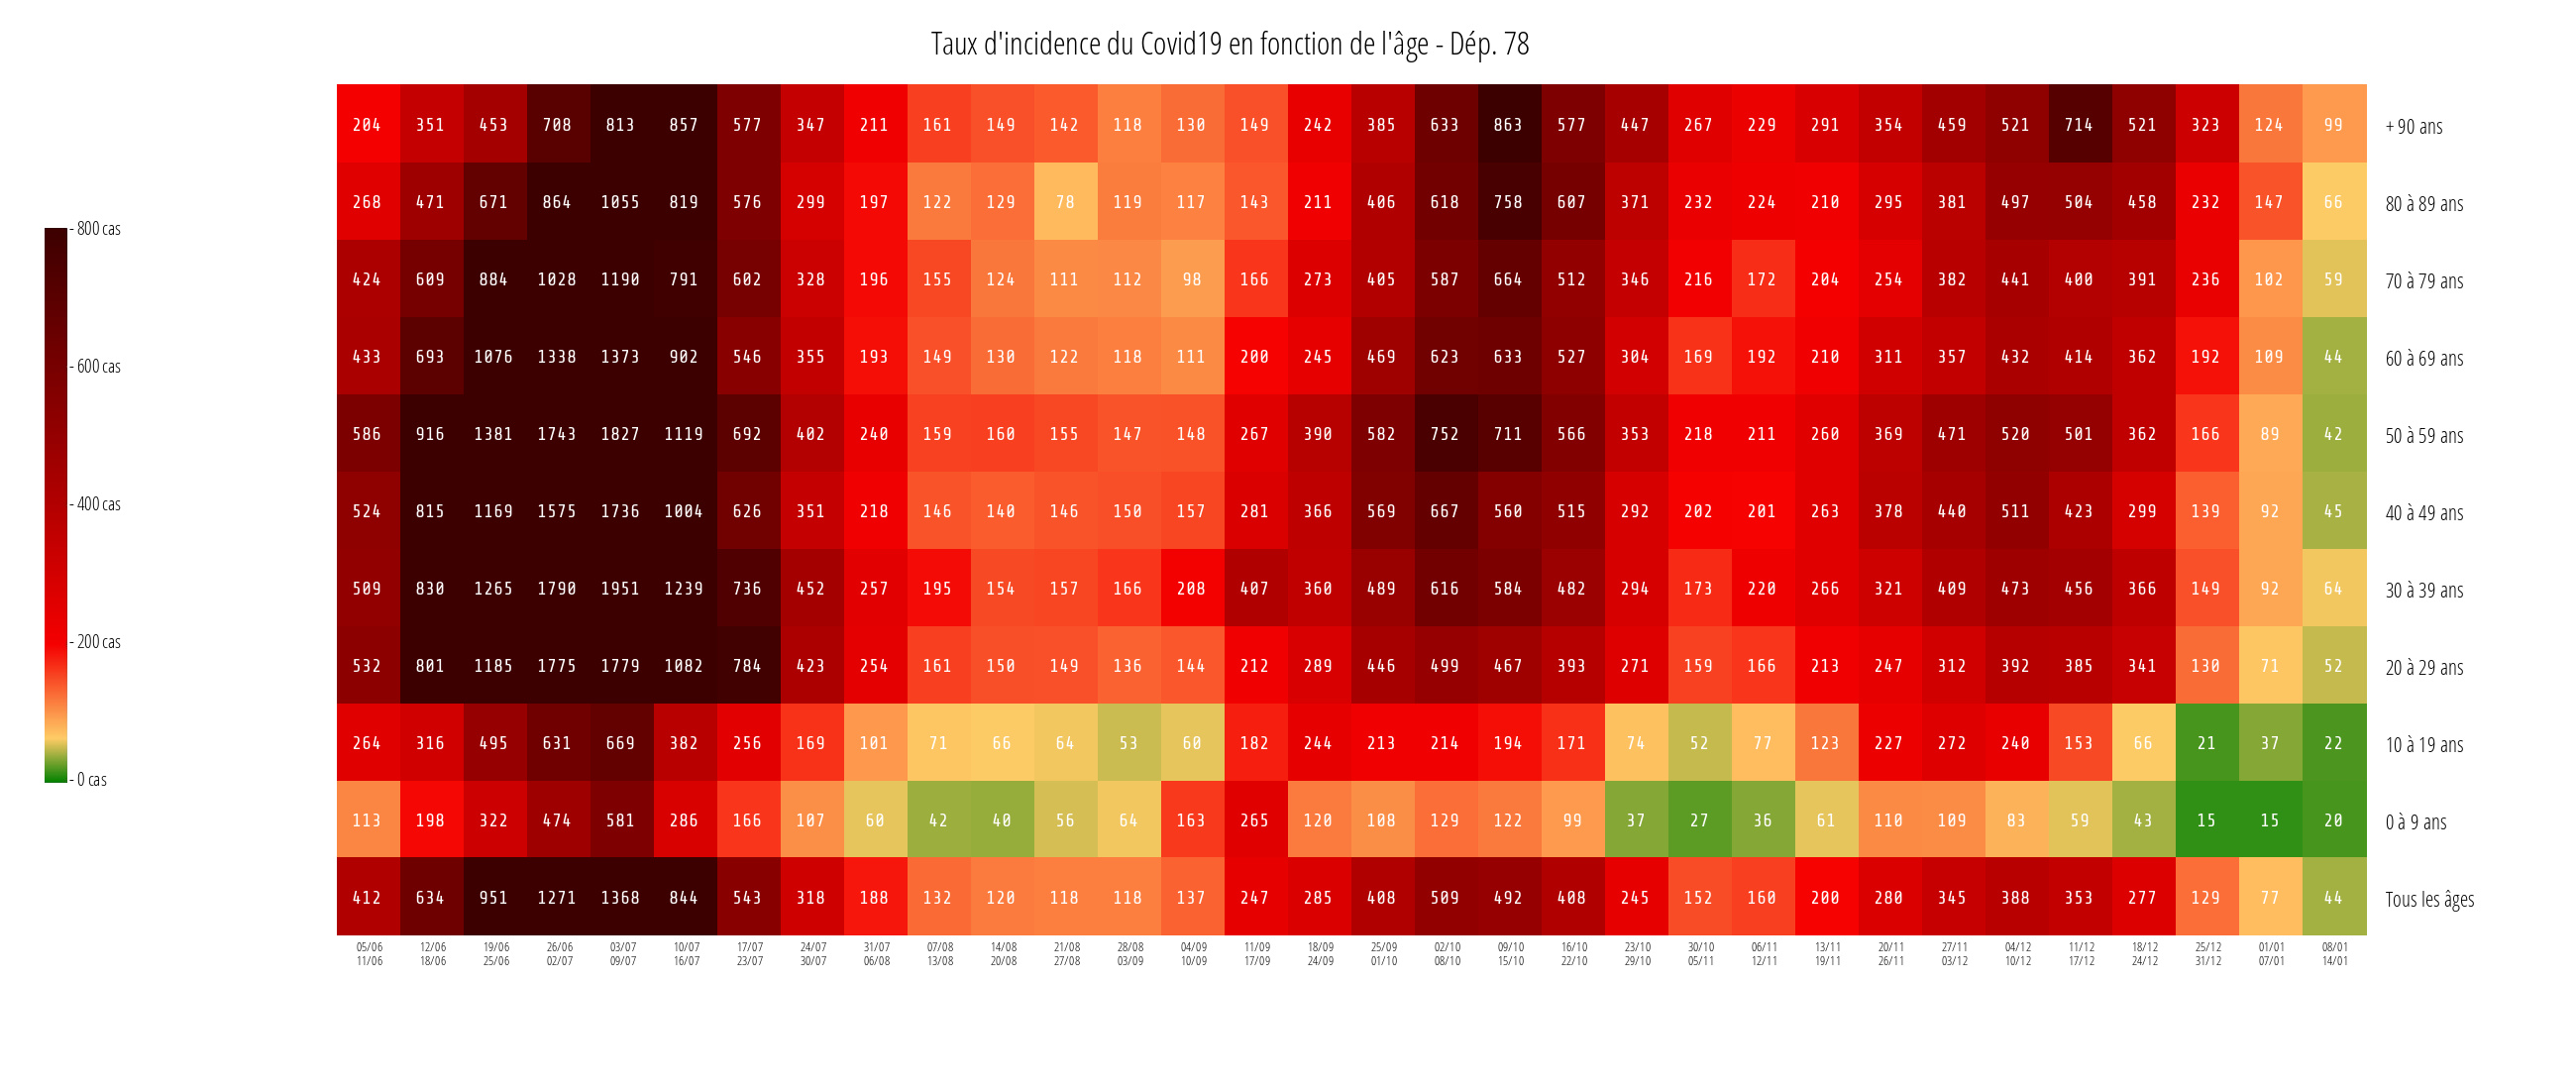 Taux d'incidence du Covid19 en fonction de l'âge - Dép. 78
- 800 cas
- 600 cas
- 400 cas
- 200 cas
- 0 cas
204 351 453 708 813 857 577 347 211 161 149 142 118 130 149 242 385 633 863 577 447 267 229 291 354 459 521 714 521 323 124 99 + 90 ans
268 471 671 864 1055 819 576 299 197 122 129 78 119 117 143 211 406 618 758 607 371 232 224 210 295 381 497 504 458 232 147 66 80 à 89 ans
424 609 884 1028 1190 791 602 328 196 155 124 111 112 98 166 273 405 587 664 512 346 216 172 204 254 382 441 400 391 236 102 59 70 à 79 ans
433 693 1076 1338 1373 902 546 355 193 149 130 122 118 111 200 245 469 623 633 527 304 169 192 210 311 357 432 414 362 192 109 44 60 à 69 ans
586 916 1381 1743 1827 1119 692 402 240 159 160 155 147 148 267 390 582 752 711 566 353 218 211 260 369 471 520 501 362 166 89 42 50 à 59 ans
524 815 1169 1575 1736 1004 626 351 218 146 140 146 150 157 281 366 569 667 560 515 292 202 201 263 378 440 511 423 299 139 92 45 40 à 49 ans
509 830 1265 1790 1951 1239 736 452 257 195 154 157 166 208 407 360 489 616 584 482 294 173 220 266 321 409 473 456 366 149 92 64 30 à 39 ans
532 801 1185 1775 1779 1082 784 423 254 161 150 149 136 144 212 289 446 499 467 393 271 159 166 213 247 312 392 385 341 130 71 52 20 à 29 ans
264 316 495 631 669 382 256 169 101 71 66 64 53 60 182 244 213 214 194 171 74 52 77 123 227 272 240 153 66 21 37 22 10 à 19 ans
113 198 322 474 581 286 166 107 60 42 40 56 64 163 265 120 108 129 122 99 37 27 36 61 110 109 83 59 43 15 15 20 0 à 9 ans
412 634 951 1271 1368 844 543 318 188 132 120 118 118 137 247 285 408 509 492 408 245 152 160 200 280 345 388 353 277 129 77 44 Tous les âges
05/06 12/06 19/06 26/06 03/07 10/07 17/07 24/07 31/07 07/08 14/08 21/08 28/08 04/09 11/09 18/09 25/09 02/10 09/10 16/10 23/10 30/10 06/11 13/11 20/11 27/11 04/12 11/12 18/12 25/12 01/01 08/01
11/06 18/06 25/06 02/07 09/07 16/07 23/07 30/07 06/08 13/08 20/08 27/08 03/09 10/09 17/09 24/09 01/10 08/10 15/10 22/10 29/10 05/11 12/11 19/11 26/11 03/12 10/12 17/12 24/12 31/12 07/01 14/01